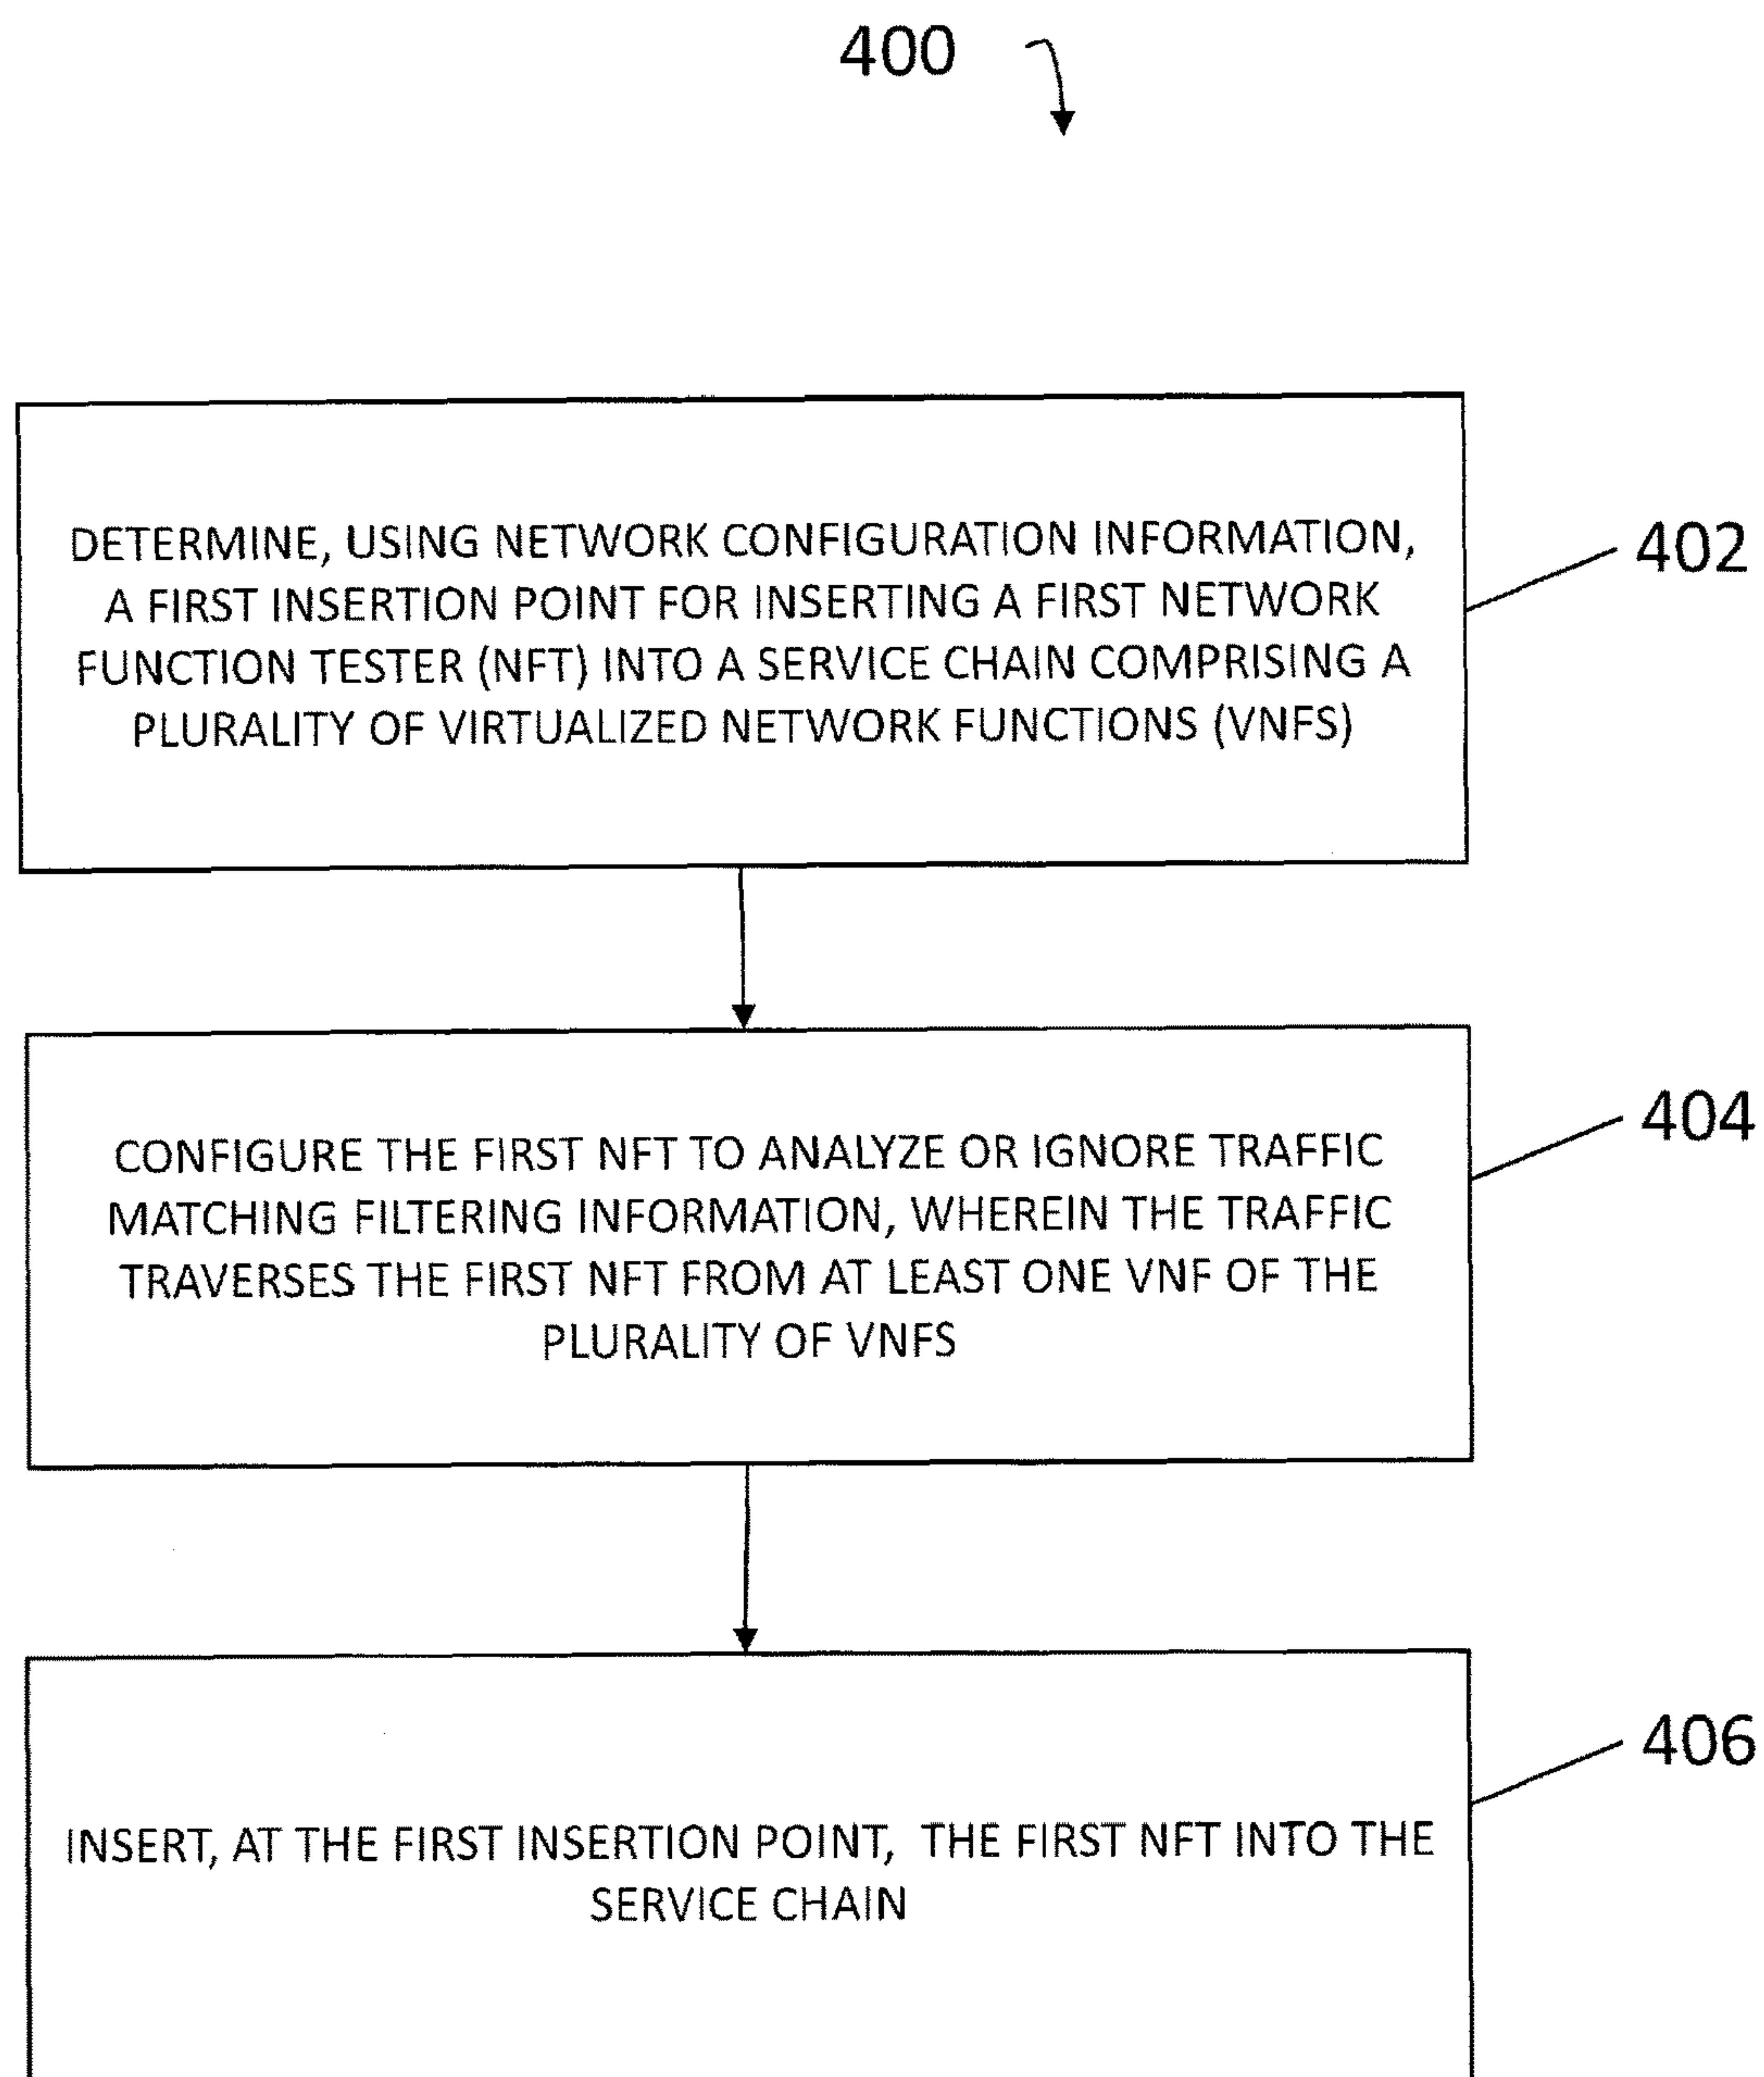 400
DETERMINE, USING NETWORK CONFIGURATION INFORMATION,
A FIRST INSERTION POINT FOR INSERTING A FIRST NETWORK
FUNCTION TESTER (NFT) INTO A SERVICE CHAIN COMPRISING A
PLURALITY OF VIRTUALIZED NETWORK FUNCTIONS (VNFS)
402
CONFIGURE THE FIRST NFT TO ANALYZE OR IGNORE TRAFFIC
MATCHING FILTERING INFORMATION, WHEREIN THE TRAFFIC
TRAVERSES THE FIRST NFT FROM AT LEAST ONE VNF OF THE
PLURALITY OF VNFS
404
INSERT, AT THE FIRST INSERTION POINT, THE FIRST NFT INTO THE
SERVICE CHAIN
406